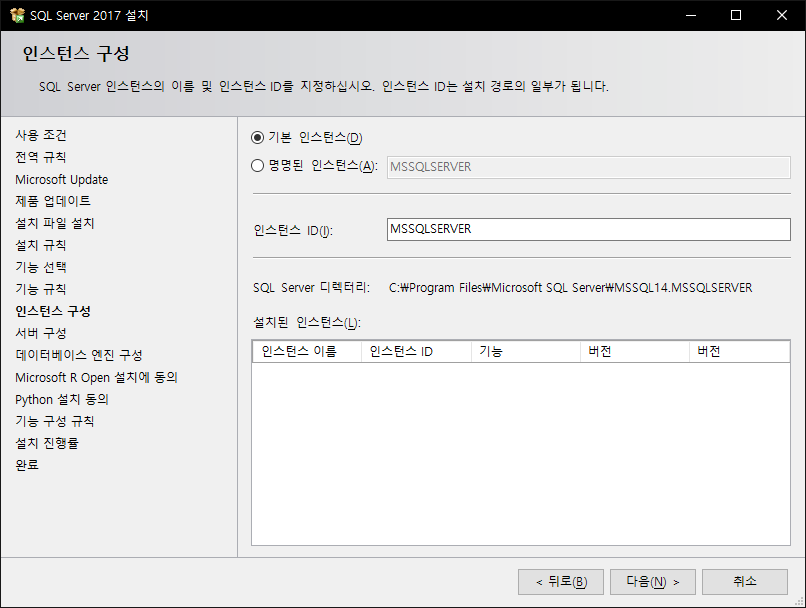 SQL Server 2017 설치
인스턴스 구성
SQL Server 인스턴스의 이름 및 인스턴스 ID를 지정하십시오. 인스턴스 ID는 설치 경로의 일부가 됩니다.
사용 조건
전역 규칙
Microsoft Update
제품 업데이트
설치 파일 설치
설치 규칙
기능 선택
기능 규칙
인스턴스 구성
서버 구성
데이터베이스 엔진 구성
Microsoft R Open 설치에 동의
Python 설치 동의
기능 구성 규칙
설치 진행률
완료
기본 인스턴스(D)
명명된 인스턴스(A): MSSQLSERVER
인스턴스 ID(I): MSSQLSERVER
SQL Server 디렉터리: C:₩Program Files₩Microsoft SQL Server₩MSSQL14.MSSQLSERVER
설치된 인스턴스(L):
인스턴스 이름 인스턴스 ID 기능 버전 버전
< 뒤로(B) 다음(N) > 취소